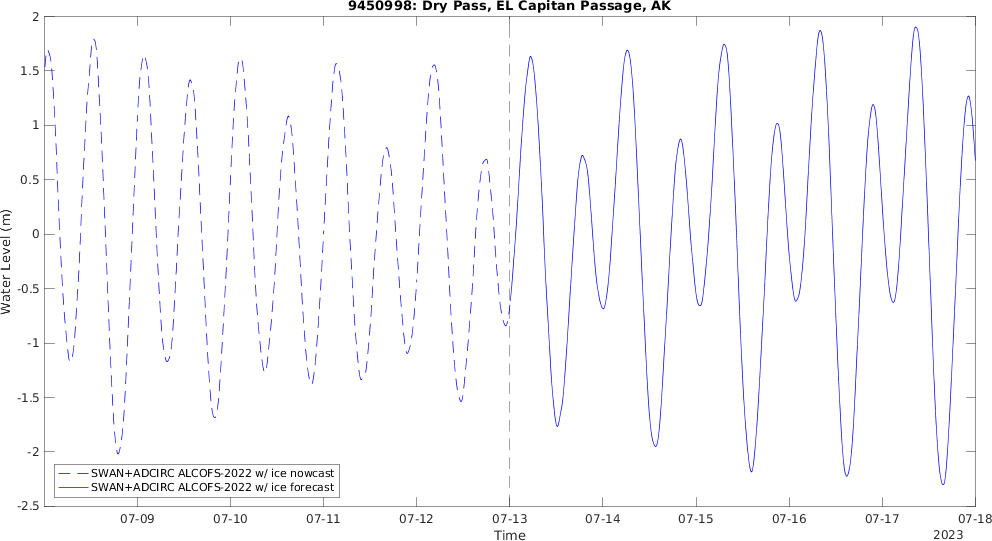 9450998: Dry Pass, EL Capitan Passage, AK
2
1.5
1
0.5
0
-0.5
-1
-1.5
-2
-2.5
Water Level (m)
SWAN+ADCIRC ALCOFS-2022 w/ ice nowcast
SWAN+ADCIRC ALCOFS-2022 w/ ice forecast
07-09 07-10 07-11 07-12 07-13 07-14 07-15 07-16 07-17 07-18
Time
2023